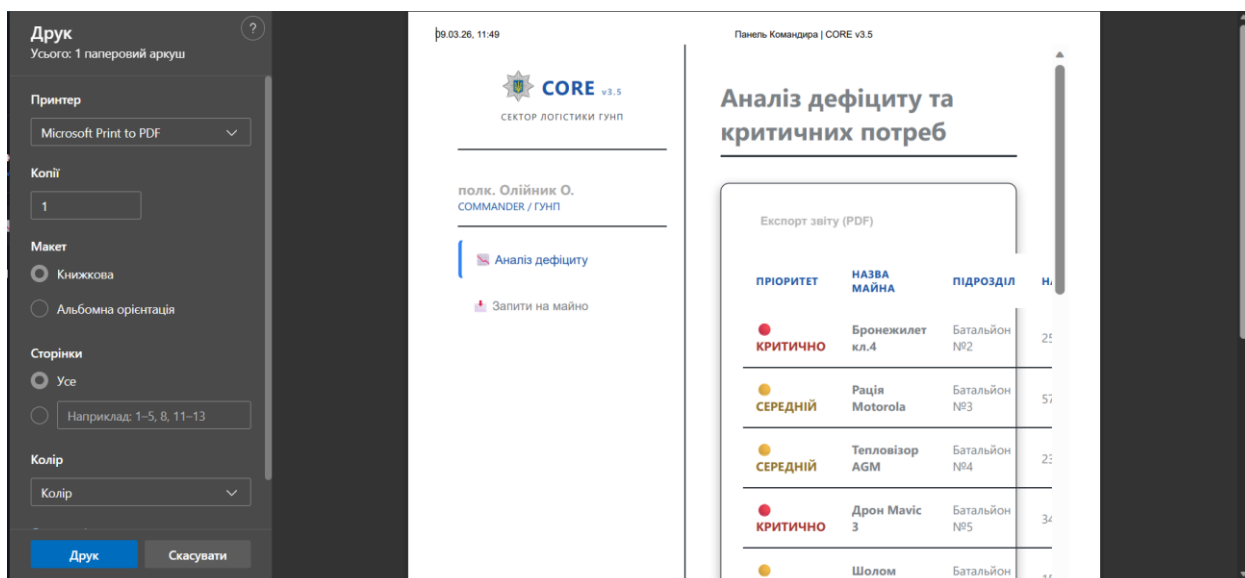 Друк
Усього: 1 паперовий аркуш
?
Принтер
Microsoft Print to PDF
Копії
1
Макет
Книжкова
Альбомна орієнтація
Сторінки
Усе
Наприклад: 1–5, 8, 11–13
Колір
Колір
Друк Скасувати
09.03.26, 11:49 Панель Командира | CORE v3.5
CORE v3.5
СЕКТОР ЛОГІСТИКИ ГУНП
полк. Олійник О.
COMMANDER / ГУНП
Аналіз дефіциту
Запити на майно
Аналіз дефіциту та
критичних потреб
Експорт звіту (PDF)
ПРІОРИТЕТ НАЗВА МАЙНА ПІДРОЗДІЛ
КРИТИЧНО Бронежилет кл.4 Батальйон №2 25
СЕРЕДНІЙ Рація Motorola Батальйон №3 57
СЕРЕДНІЙ Тепловізор AGM Батальйон №4 23
КРИТИЧНО Дрон Mavic 3 Батальйон №5 34
Шолом Батальйон